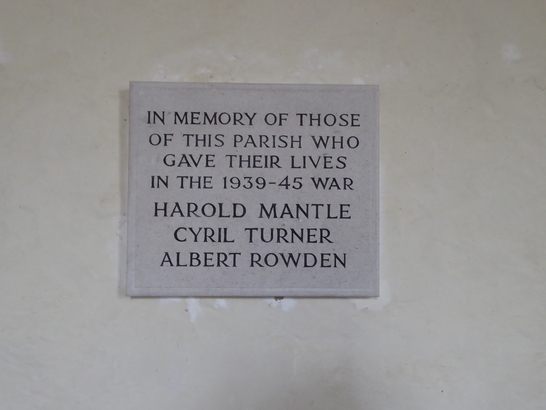 IN MEMORY OF THOSE
OF THIS PARISH WHO
GAVE THEIR LIVES
IN THE 1939-45 WAR
HAROLD MANTLE
CYRIL TURNER
ALBERT ROWDEN